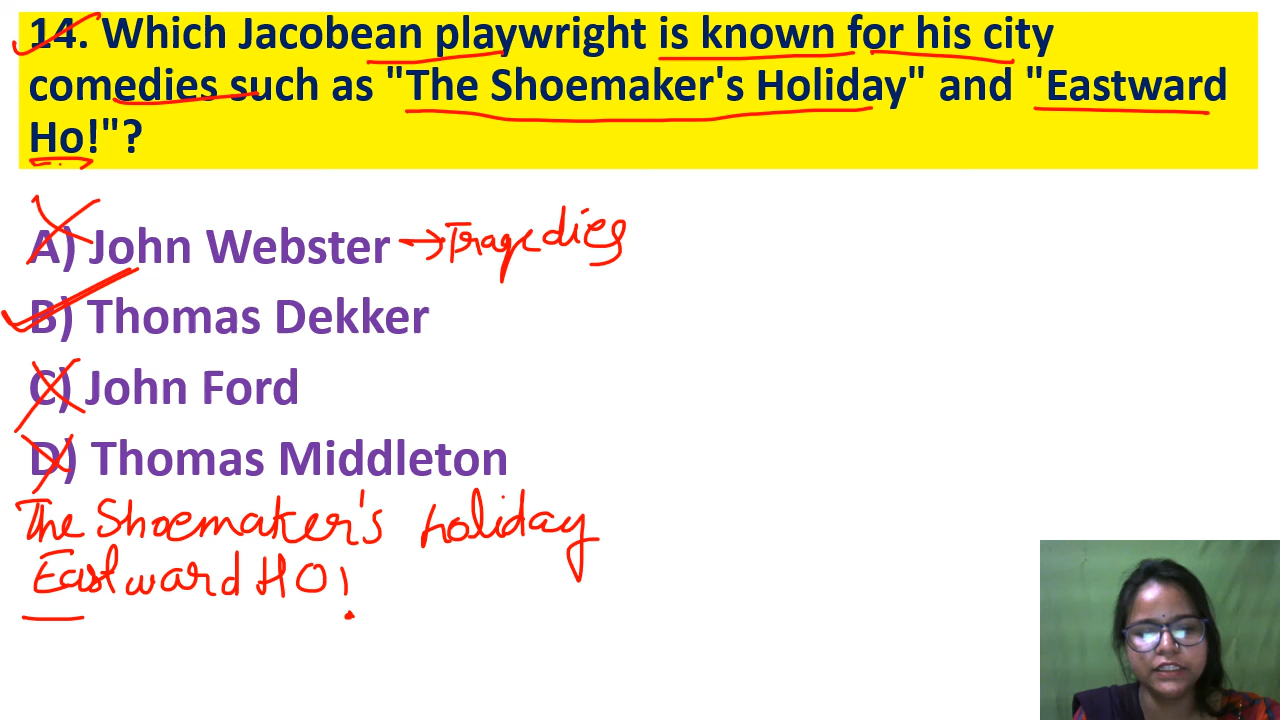 14. Which Jacobean playwright is known for his city
comedies such as "The Shoemaker's Holiday" and "Eastward
Ho!"?
A) John Webster → Tragedies
B) Thomas Dekker
C) John Ford
D) Thomas Middleton
The Shoemaker's holiday
Eastward HO!